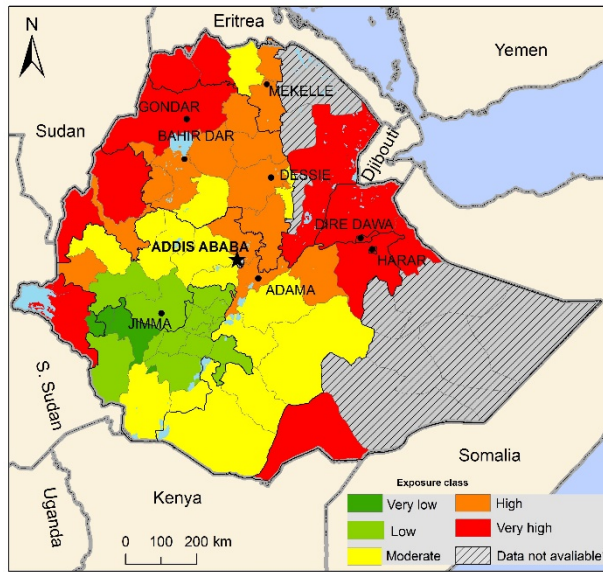 Eritrea
Yemen
N
MEKELLE
GONDAR
Sudan
BAHIR DAR
Djibouti
DESSIE
DIRE DAWA
ADDIS ABABA
HARAR
ADAMA
JIMMA
S. Sudan
Somalia
Kenya
Uganda
0 100 200 km
Exposure class
Very low
High
Low
Very high
Moderate
Data not avaliable